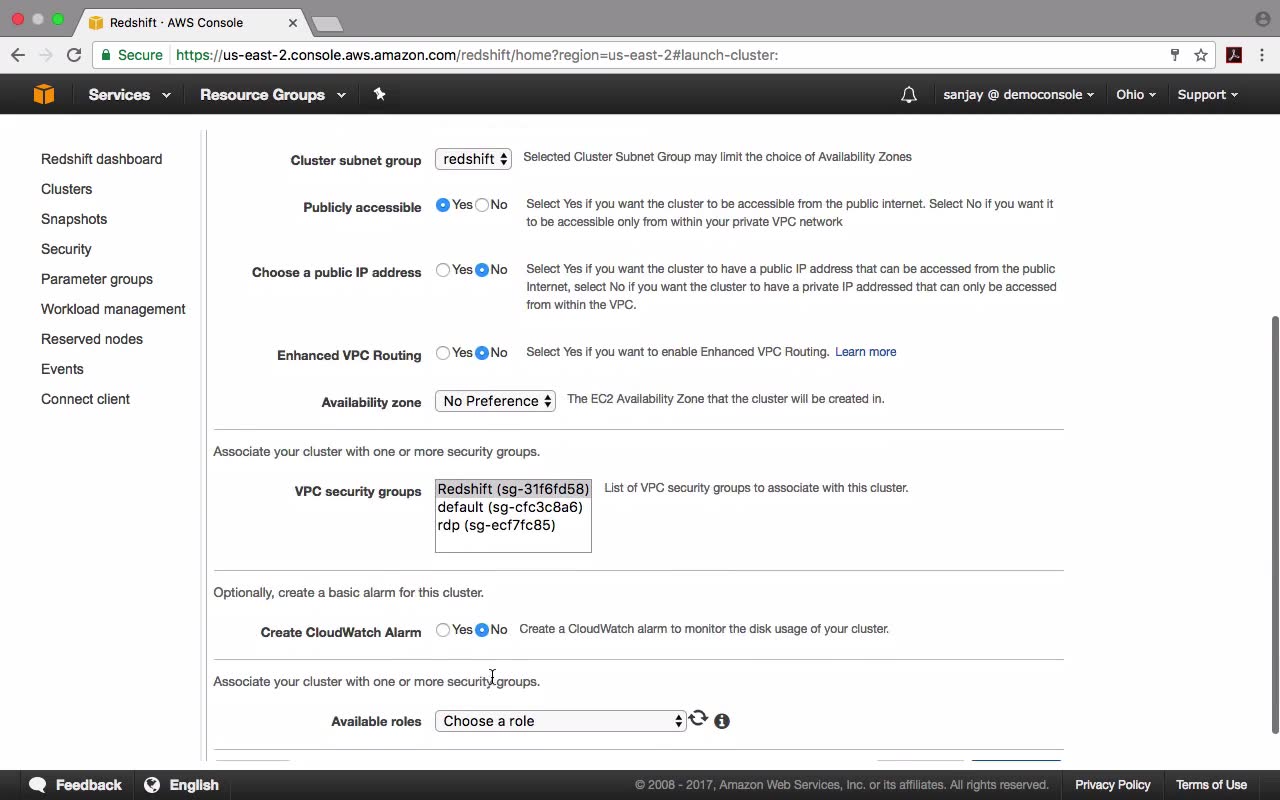 Redshift · AWS Console
Secure https://us-east-2.console.aws.amazon.com/redshift/home?region=us-east-2#launch-cluster:
Services Resource Groups sanjay @ democonsole Ohio Support
Redshift dashboard
Clusters
Snapshots
Security
Parameter groups
Workload management
Reserved nodes
Events
Connect client
Cluster subnet group redshift Selected Cluster Subnet Group may limit the choice of Availability Zones
Publicly accessible Yes No Select Yes if you want the cluster to be accessible from the public internet. Select No if you want it
to be accessible only from within your private VPC network
Choose a public IP address Yes No Select Yes if you want the cluster to have a public IP address that can be accessed from the public
Internet, select No if you want the cluster to have a private IP addressed that can only be accessed
from within the VPC.
Enhanced VPC Routing Yes No Select Yes if you want to enable Enhanced VPC Routing. Learn more
Availability zone No Preference The EC2 Availability Zone that the cluster will be created in.
Associate your cluster with one or more security groups.
VPC security groups Redshift (sg-31f6fd58) List of VPC security groups to associate with this cluster.
default (sg-cfc3c8a6)
rdp (sg-ecf7fc85)
Optionally, create a basic alarm for this cluster.
Create CloudWatch Alarm Yes No Create a CloudWatch alarm to monitor the disk usage of your cluster.
Associate your cluster with one or more security groups.
Available roles Choose a role
Feedback English © 2008 - 2017, Amazon Web Services, Inc. or its affiliates. All rights reserved. Privacy Policy Terms of Use